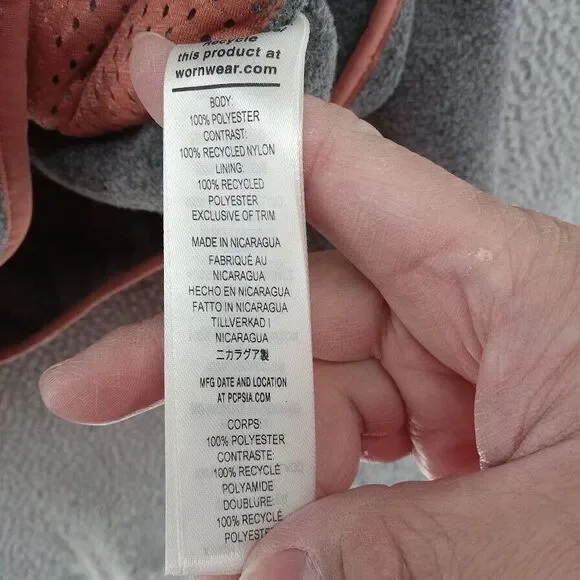 Recycle
this product at
wornwear.com
BODY:
100% POLYESTER
CONTRAST:
100% RECYCLED NYLON
LINING:
100% RECYCLED
POLYESTER
EXCLUSIVE OF TRIM
MADE IN NICARAGUA
FABRIQUÉ AU
NICARAGUA
HECHO EN NICARAGUA
FATTO IN NICARAGUA
TILLVERKAD I
NICARAGUA
ニカラグア製
MFG DATE AND LOCATION
AT PCPSIA.COM
CORPS:
100% POLYESTER
CONTRASTE:
100% RECYCLÉ
POLYAMIDE
DOUBLURE:
100% RECYCLÉ
POLYEST